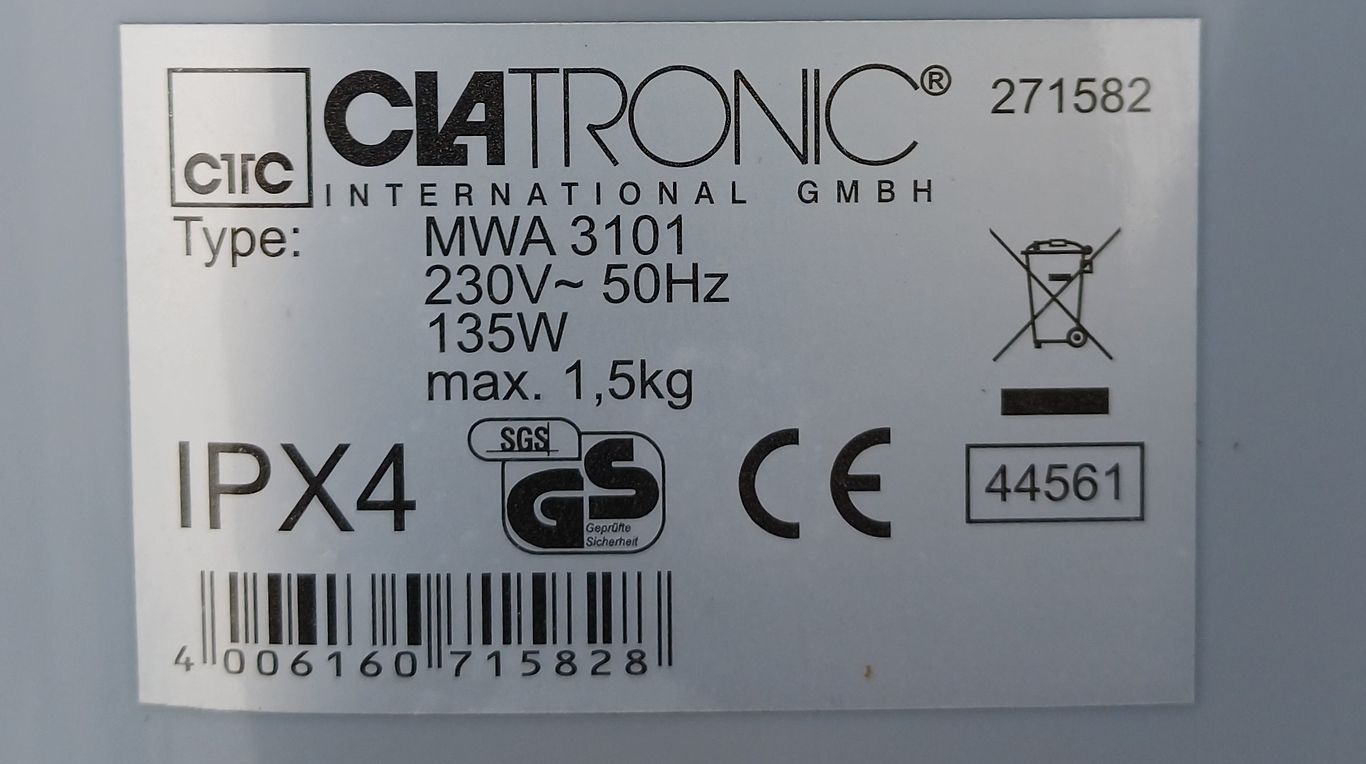 CTC
CLATRONIC® 271582
INTERNATIONAL GMBH
Type: MWA 3101
230V~ 50Hz
135W
max. 1,5kg
IPX4
SGS
GS
Geprüfte
Sicherheit
CE
44561
4 006160 715828